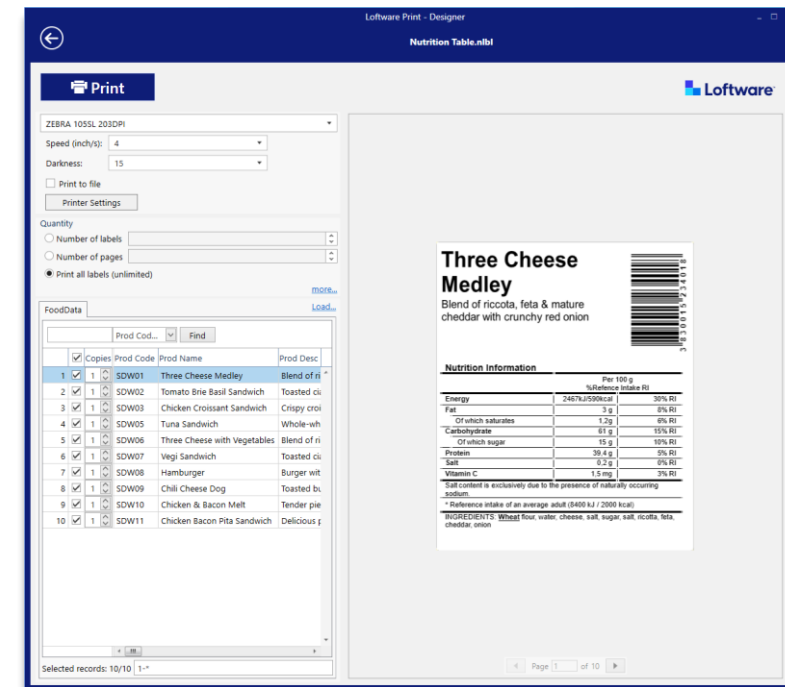 Loftware Print - Designer
Nutrition Table.nlbl
Print
Loftware
ZEBRA 105SL 203DPI
Speed (inch/s): 4
Darkness: 15
Print to file
Printer Settings
Quantity
Number of labels
Number of pages
Print all labels (unlimited)
more...
FoodData
Load...
Prod Cod... Find
Copies Prod Code Prod Name Prod Desc
1 1 SDW01 Three Cheese Medley Blend of ri
2 1 SDW02 Tomato Brie Basil Sandwich Toasted cia
3 1 SDW03 Chicken Croissant Sandwich Crispy croi
4 1 SDW05 Tuna Sandwich Whole-wh
5 1 SDW06 Three Cheese with Vegetables Blend of ri
6 1 SDW07 Vegi Sandwich Toasted cia
7 1 SDW08 Hamburger Burger wit
8 1 SDW09 Chili Cheese Dog Toasted bu
9 1 SDW10 Chicken & Bacon Melt Tender pie
10 1 SDW11 Chicken Bacon Pita Sandwich Delicious p
Selected records: 10/10 1-*
Three Cheese
Medley
Blend of riccota, feta & mature
cheddar with crunchy red onion
3830015234018
Nutrition Information
Per 100 g
%Refence Intake RI
Energy 2467kJ/590kcal 30% RI
Fat 3 g 8% RI
Of which saturates 1,2g 6% RI
Carbohydrate 61 g 15% RI
Of which sugar 15 g 10% RI
Protein 39,4 g 5% RI
Salt 0,2 g 0% RI
Vitamin C 1,5 mg 3% RI
Salt content is exclusively due to the presence of naturally occurring
sodium.
* Reference intake of an average adult (8400 kJ / 2000 kcal)
INGREDIENTS: Wheat flour, water, cheese, salt, sugar, salt, ricotta, feta,
cheddar, onion
Page 1 of 10